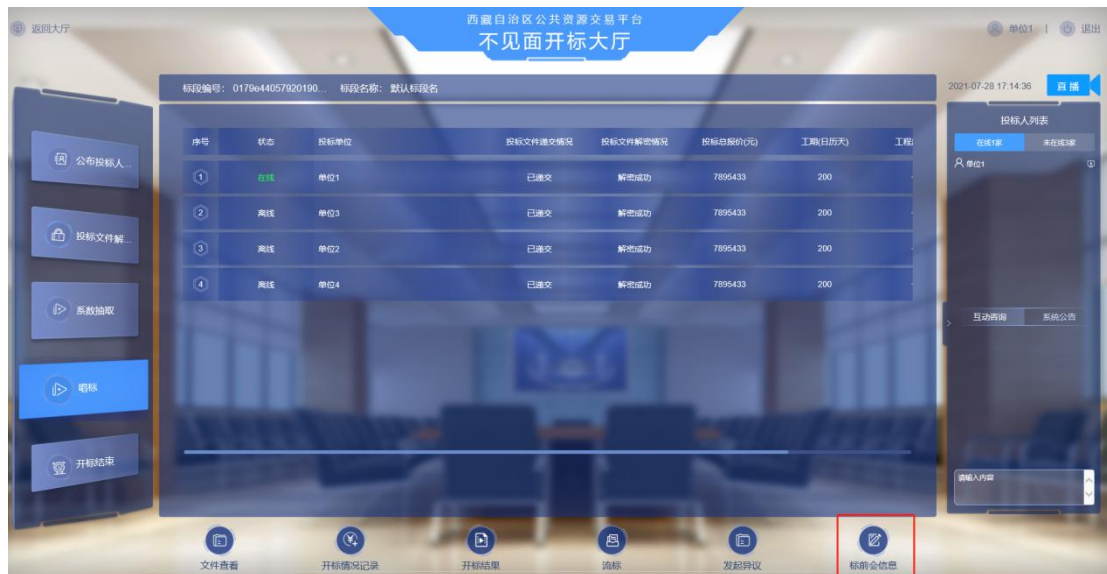 返回大厅
西藏自治区公共资源交易平台
不见面开标大厅
单位1 | 退出
标段编号: 0179e44057920190... 标段名称: 默认标段名
2021-07-28 17:14:36 直播
公布投标人...
投标文件解...
系数抽取
唱标
开标结束
序号 状态 投标单位 投标文件递交情况 投标文件解密情况 投标总报价(元) 工期(日历天) 工程
1 在线 单位1 已递交 解密成功 7895433 200
2 离线 单位3 已递交 解密成功 7895433 200
3 离线 单位2 已递交 解密成功 7895433 200
4 离线 单位4 已递交 解密成功 7895433 200
投标人列表
在线1家 未在线3家
单位1
互动咨询 系统公告
请输入内容
文件查看 开标情况记录 开标结果 流标 发起异议 标前会信息